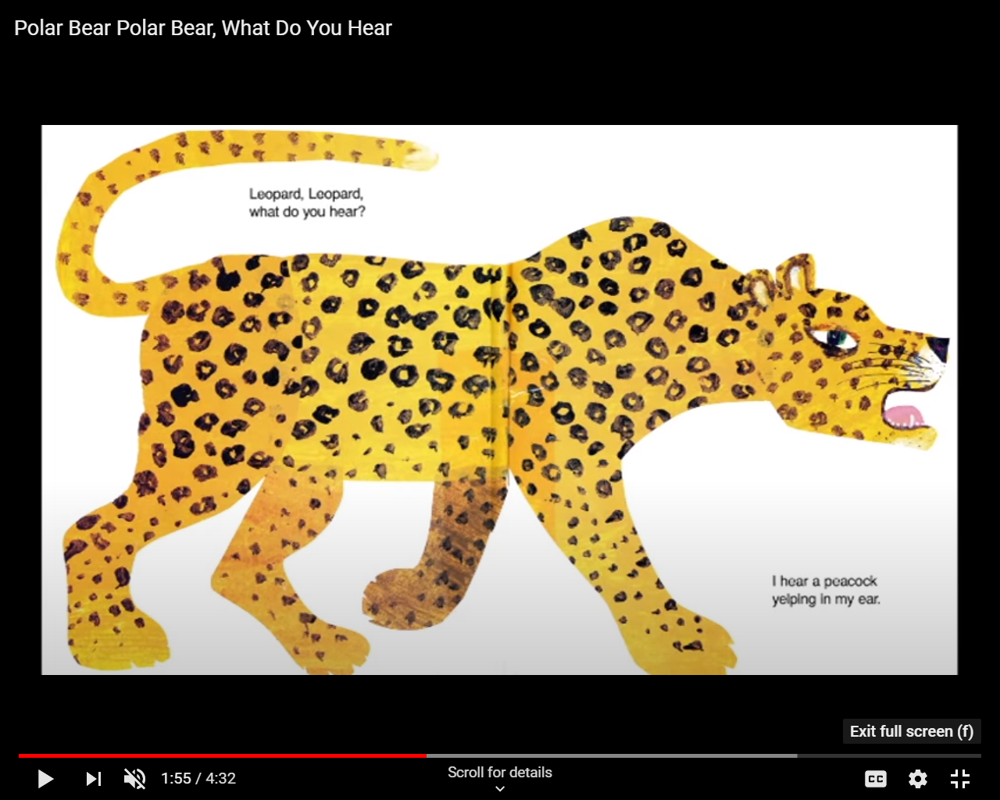 Polar Bear Polar Bear, What Do You Hear
Leopard, Leopard,
what do you hear?
I hear a peacock
yelping in my ear.
Exit full screen (f)
1:55 / 4:32
Scroll for details
CC